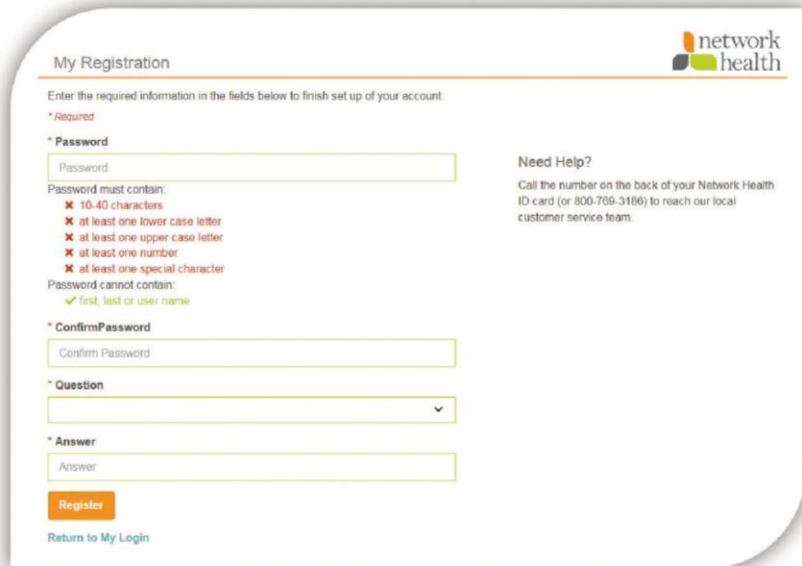 network
health
My Registration
Enter the required information in the fields below to finish set up of your account.
* Required
* Password
Password
Password must contain:
✖ 10-40 characters
✖ at least one lower case letter
✖ at least one upper case letter
✖ at least one number
✖ at least one special character
Password cannot contain:
✔ first, last or user name
* ConfirmPassword
Confirm Password
* Question
* Answer
Answer
Register
Return to My Login
Need Help?
Call the number on the back of your Network Health
ID card (or 800-769-3186) to reach our local
customer service team.